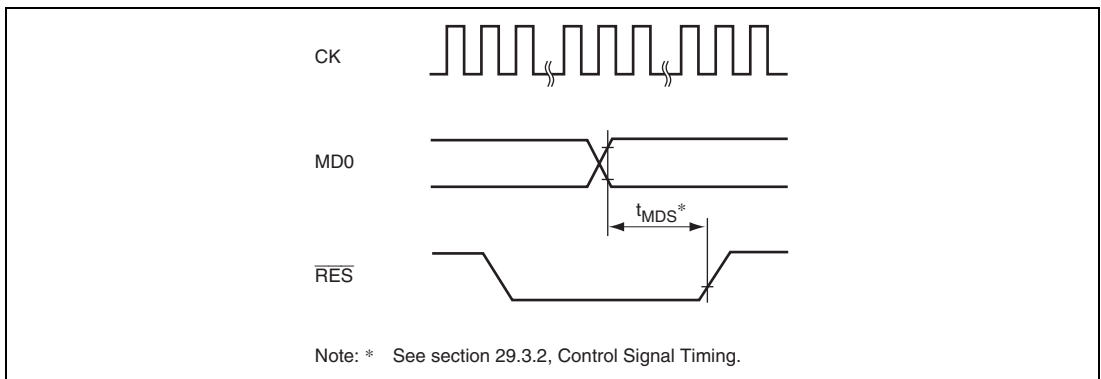 CK
MD0
tMDS*
RES
Note: * See section 29.3.2, Control Signal Timing.